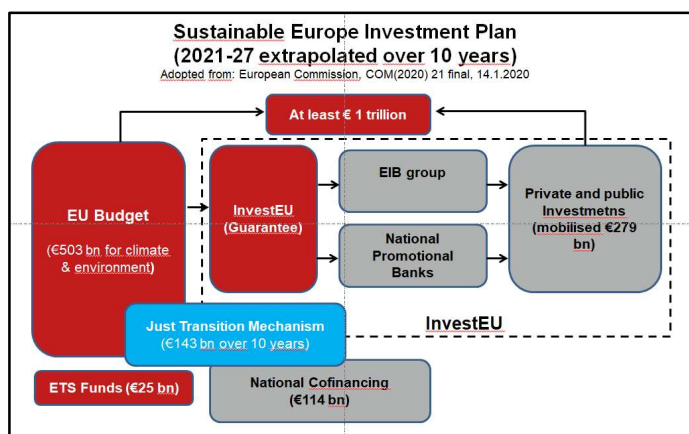 Sustainable Europe Investment Plan
(2021-27 extrapolated over 10 years)
Adopted from: European Commission, COM(2020) 21 final, 14.1.2020
At least € 1 trillion
EU Budget
(€503 bn for climate
& environment)
InvestEU
(Guarantee)
EIB group
National
Promotional
Banks
Private and public
Investmetns
(mobilised €279
bn)
InvestEU
Just Transition Mechanism
(€143 bn over 10 years)
ETS Funds (€25 bn)
National Cofinancing
(€114 bn)